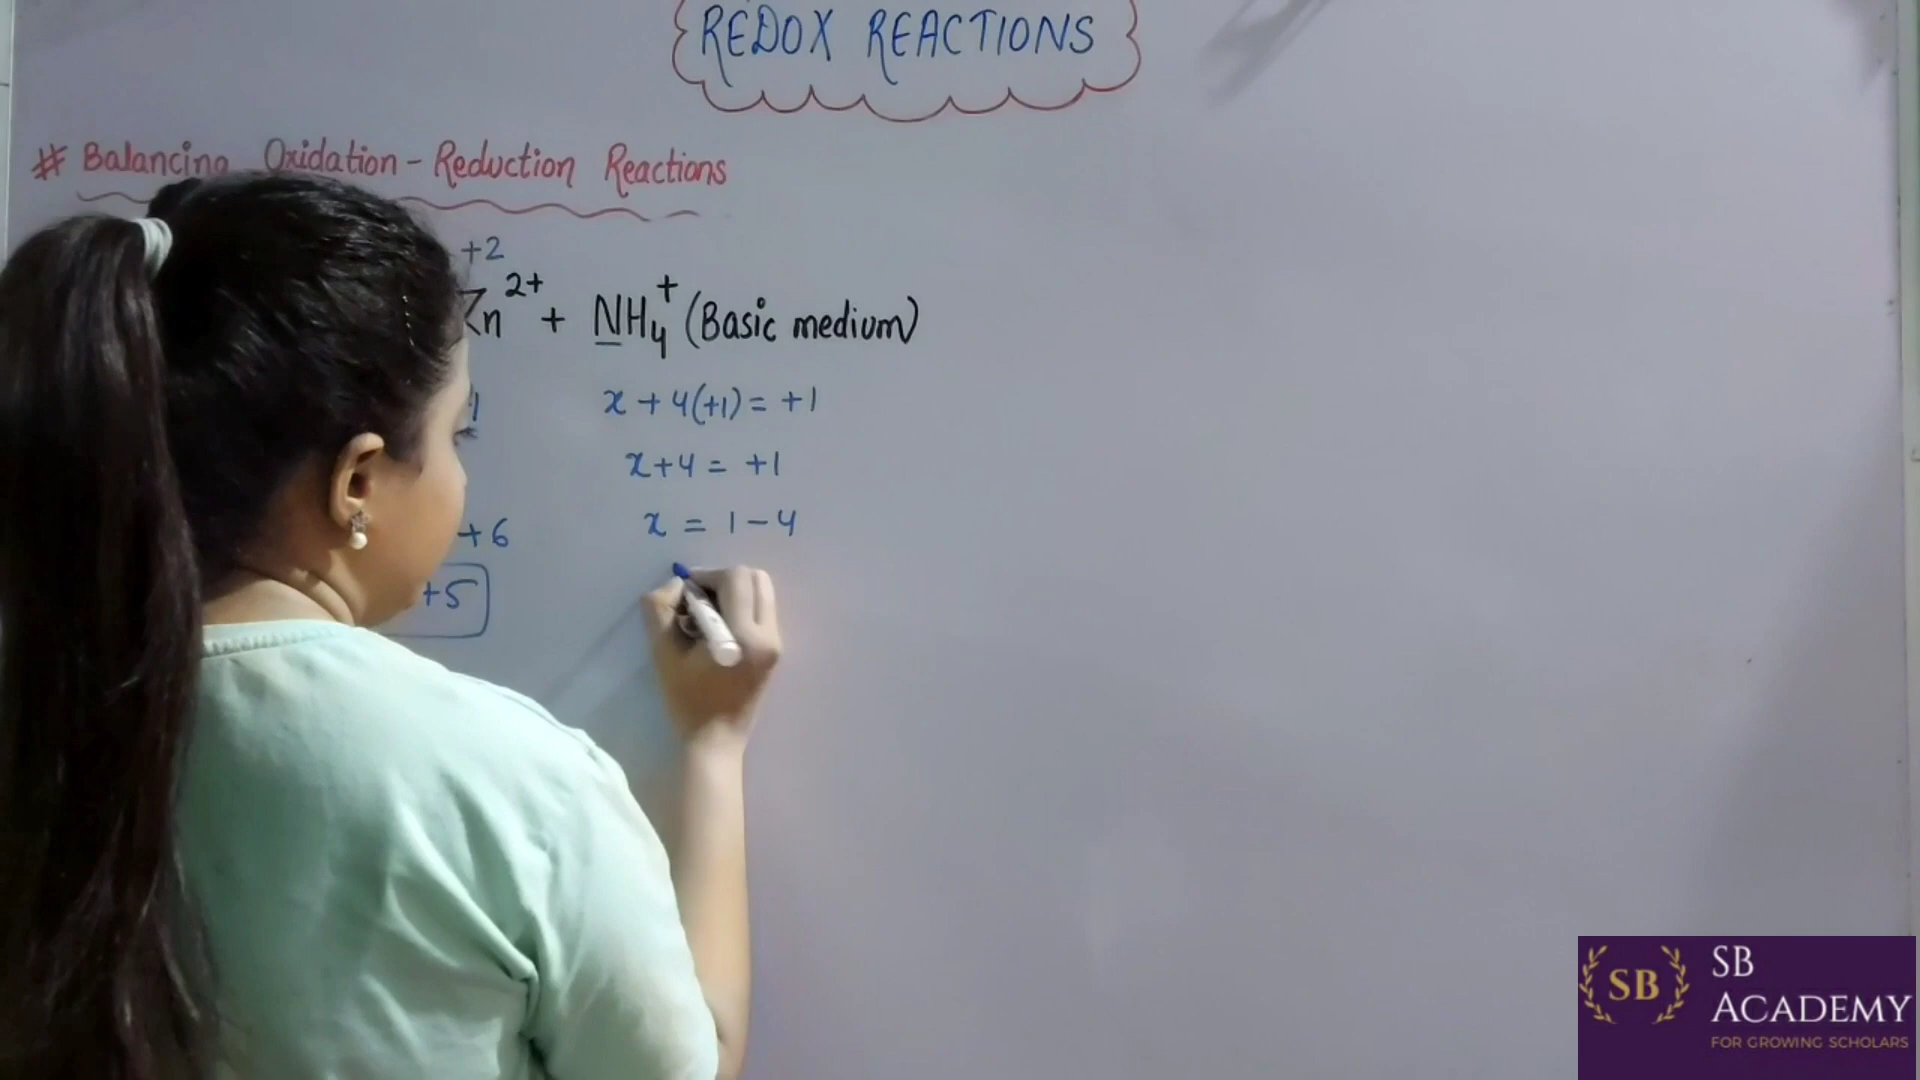 REDOX REACTIONS
# Balancing Oxidation - Reduction Reactions
+2
Zn²⁺ + NH₄⁺ (Basic medium)
x + 4(+1) = +1
x + 4 = +1
x = 1 - 4
+6
+5
SB
SB
ACADEMY
FOR GROWING SCHOLARS